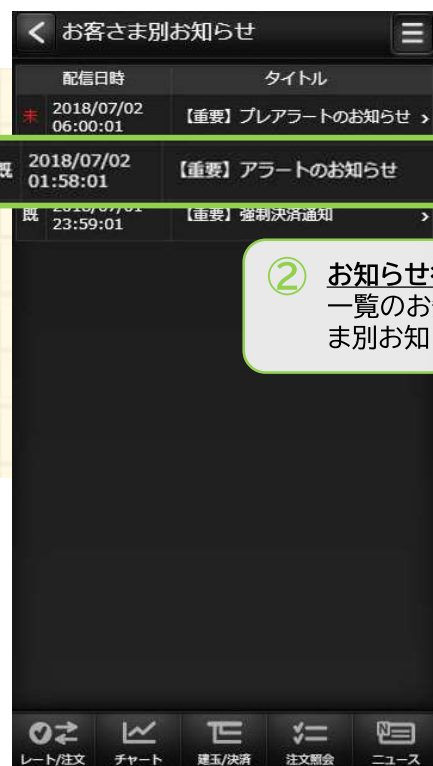 お客さま別お知らせ
配信日時 タイトル
未 2018/07/02 【重要】プレアラートのお知らせ
06:00:01
既 2018/07/02 【重要】アラートのお知らせ
01:58:01
既 2018/07/01 【重要】強制決済通知
23:59:01
② お知らせ
一覧のお
ま別お知
レート/注文 チャート 建玉/決済 注文照会 ニュース